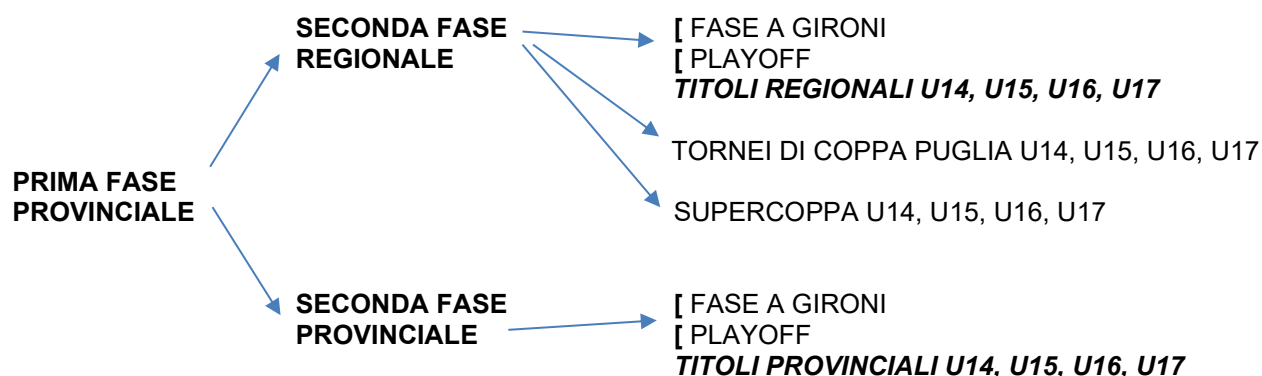 SECONDA FASE
REGIONALE
[ FASE A GIRONI
[ PLAYOFF
TITOLI REGIONALI U14, U15, U16, U17
TORNEI DI COPPA PUGLIA U14, U15, U16, U17
PRIMA FASE
PROVINCIALE
SUPERCOPPA U14, U15, U16, U17
SECONDA FASE
PROVINCIALE
[ FASE A GIRONI
[ PLAYOFF
TITOLI PROVINCIALI U14, U15, U16, U17